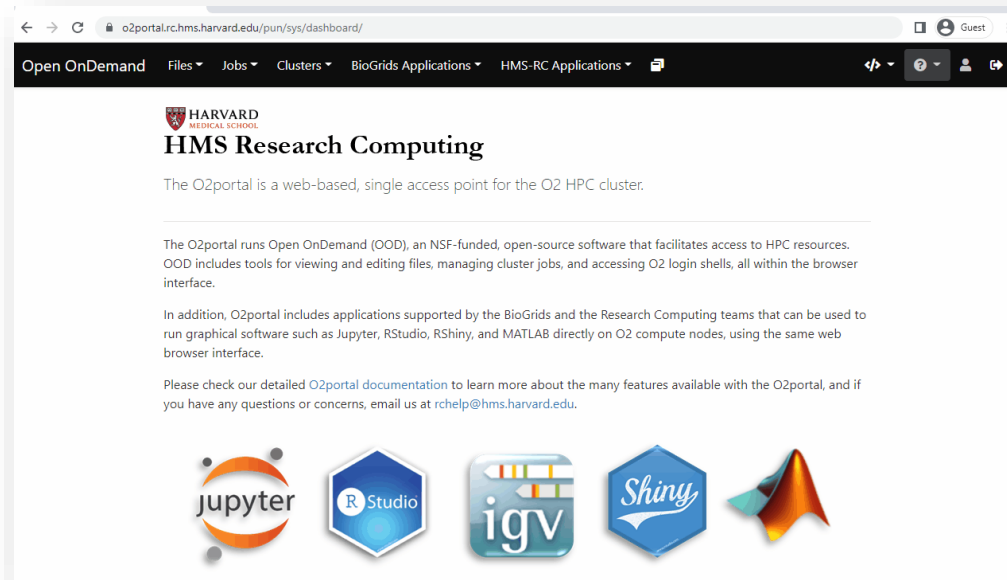 o2portal.rc.hms.harvard.edu/pun/sys/dashboard/
Guest
Open OnDemand Files Jobs Clusters BioGrids Applications HMS-RC Applications
HARVARD
MEDICAL SCHOOL
HMS Research Computing
The O2portal is a web-based, single access point for the O2 HPC cluster.
The O2portal runs Open OnDemand (OOD), an NSF-funded, open-source software that facilitates access to HPC resources.
OOD includes tools for viewing and editing files, managing cluster jobs, and accessing O2 login shells, all within the browser
interface.
In addition, O2portal includes applications supported by the BioGrids and the Research Computing teams that can be used to
run graphical software such as Jupyter, RStudio, RShiny, and MATLAB directly on O2 compute nodes, using the same web
browser interface.
Please check our detailed O2portal documentation to learn more about the many features available with the O2portal, and if
you have any questions or concerns, email us at rchelp@hms.harvard.edu.
jupyter
R Studio
igv
Shiny